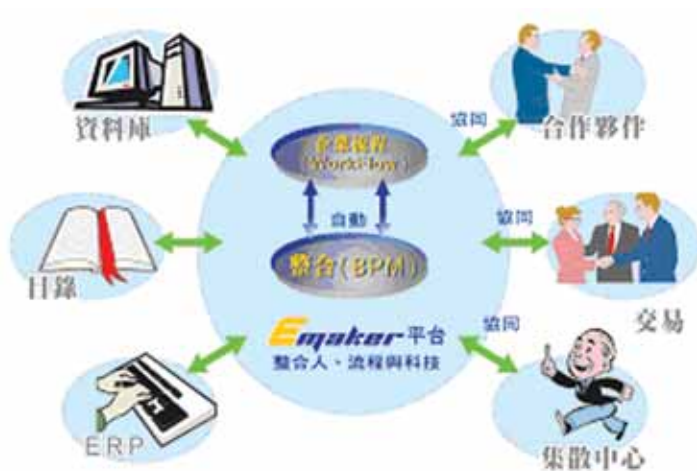 資料庫
協同
合作夥伴
企業流程
(WorkFlow)
自動
目錄
協同
整合(BPM)
交易
Emaker平台
整合人、流程與科技
協同
ERP
集散中心